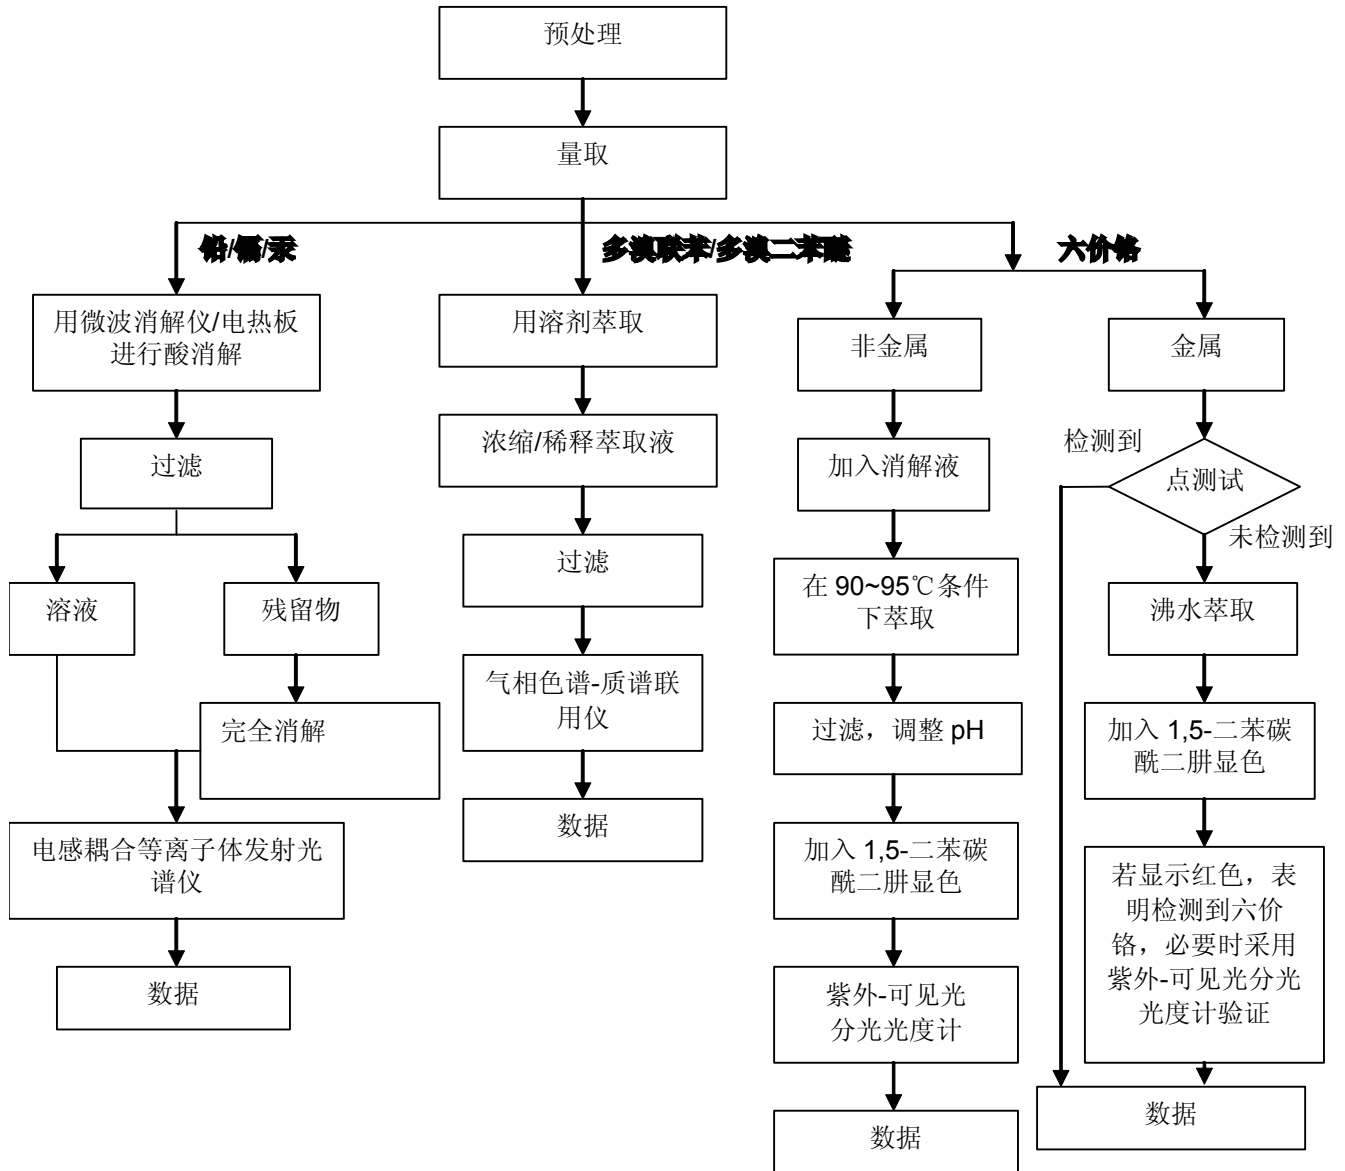 预处理
量取
铅/镉/汞
多溴联苯/多溴二苯醚
六价铬
用微波消解仪/电热板
进行酸消解
过滤
溶液
残留物
完全消解
电感耦合等离子体发射光
谱仪
数据
用溶剂萃取
浓缩/稀释萃取液
过滤
气相色谱-质谱联
用仪
数据
非金属
加入消解液
在 90~95℃条件
下萃取
过滤，调整 pH
加入 1,5-二苯碳
酰二肼显色
紫外-可见光
分光光度计
数据
金属
检测到
点测试
未检测到
沸水萃取
加入 1,5-二苯碳
酰二肼显色
若显示红色，表
明检测到六价
铬，必要时采用
紫外-可见光分光
光度计验证
数据